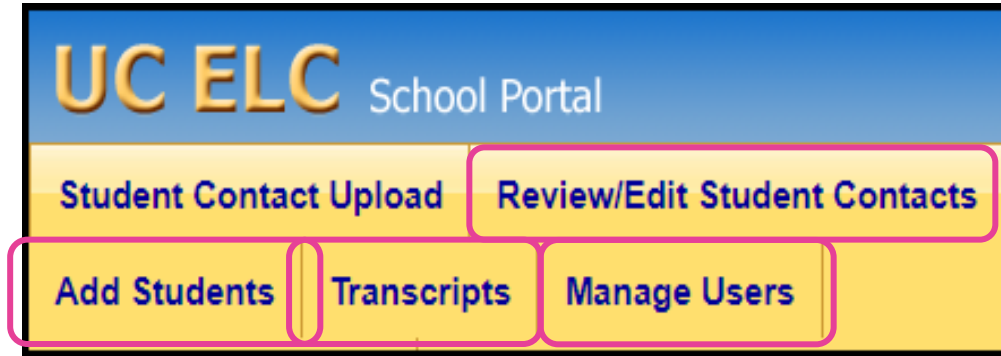 UC ELC School Portal
Student Contact Upload Review/Edit Student Contacts
Add Students Transcripts Manage Users